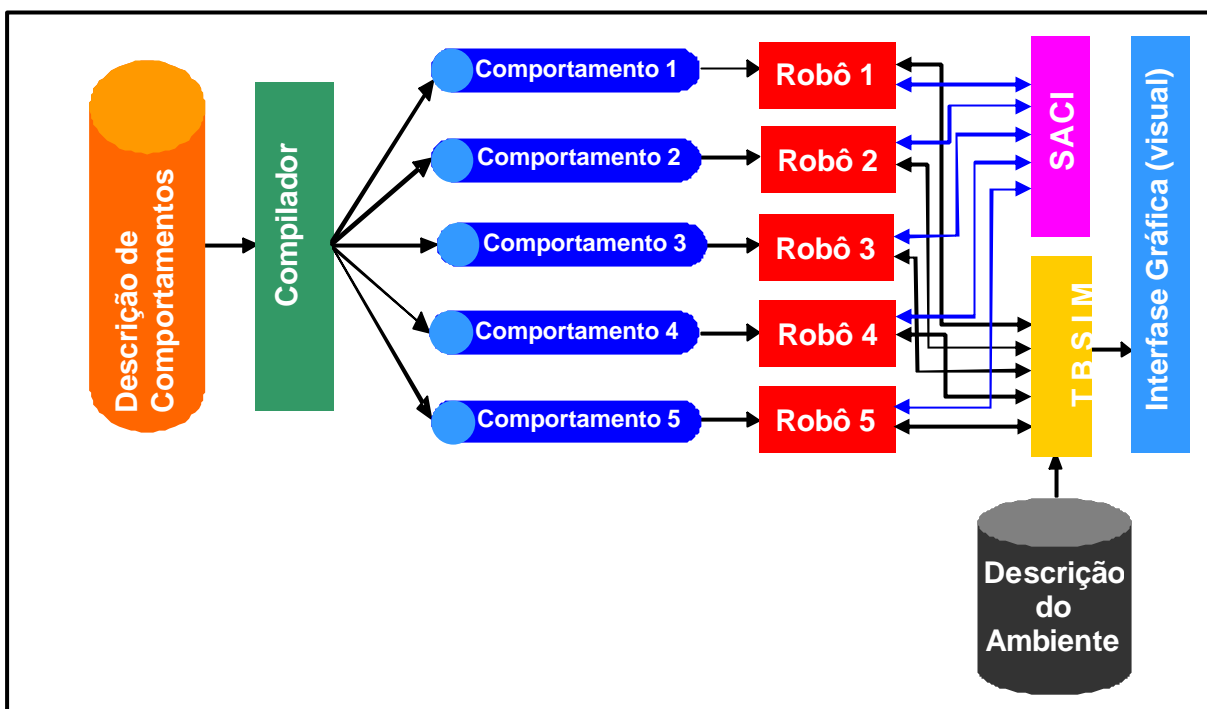 Descrição de
Comportamentos
Compilador
Comportamento 1
Comportamento 2
Comportamento 3
Comportamento 4
Comportamento 5
Robô 1
Robô 2
Robô 3
Robô 4
Robô 5
SACI
T B S I M
Interfase Gráfica (visual)
Descrição
do
Ambiente